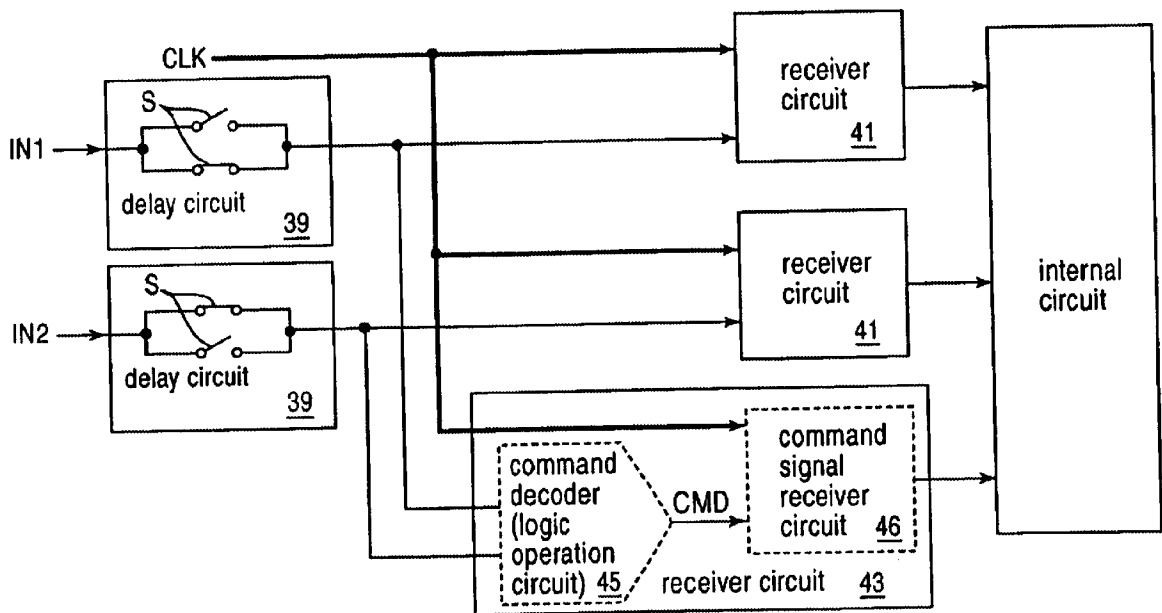 CLK
S
IN1
delay circuit
39
S
IN2
delay circuit
39
receiver
circuit
41
receiver
circuit
41
internal
circuit
command
decoder
(logic
operation
circuit) 45
CMD
command
signal
receiver
circuit 46
receiver circuit 43